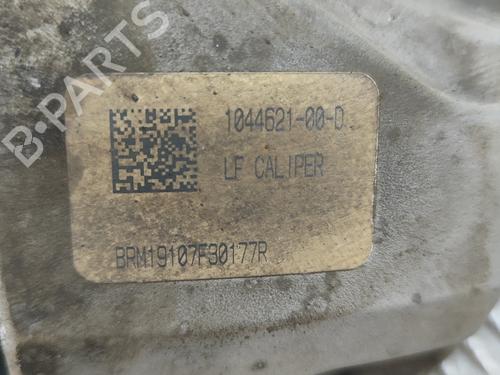 B-PARTS
1044621-00-D
LF CALIPER
BRM19107F30177R